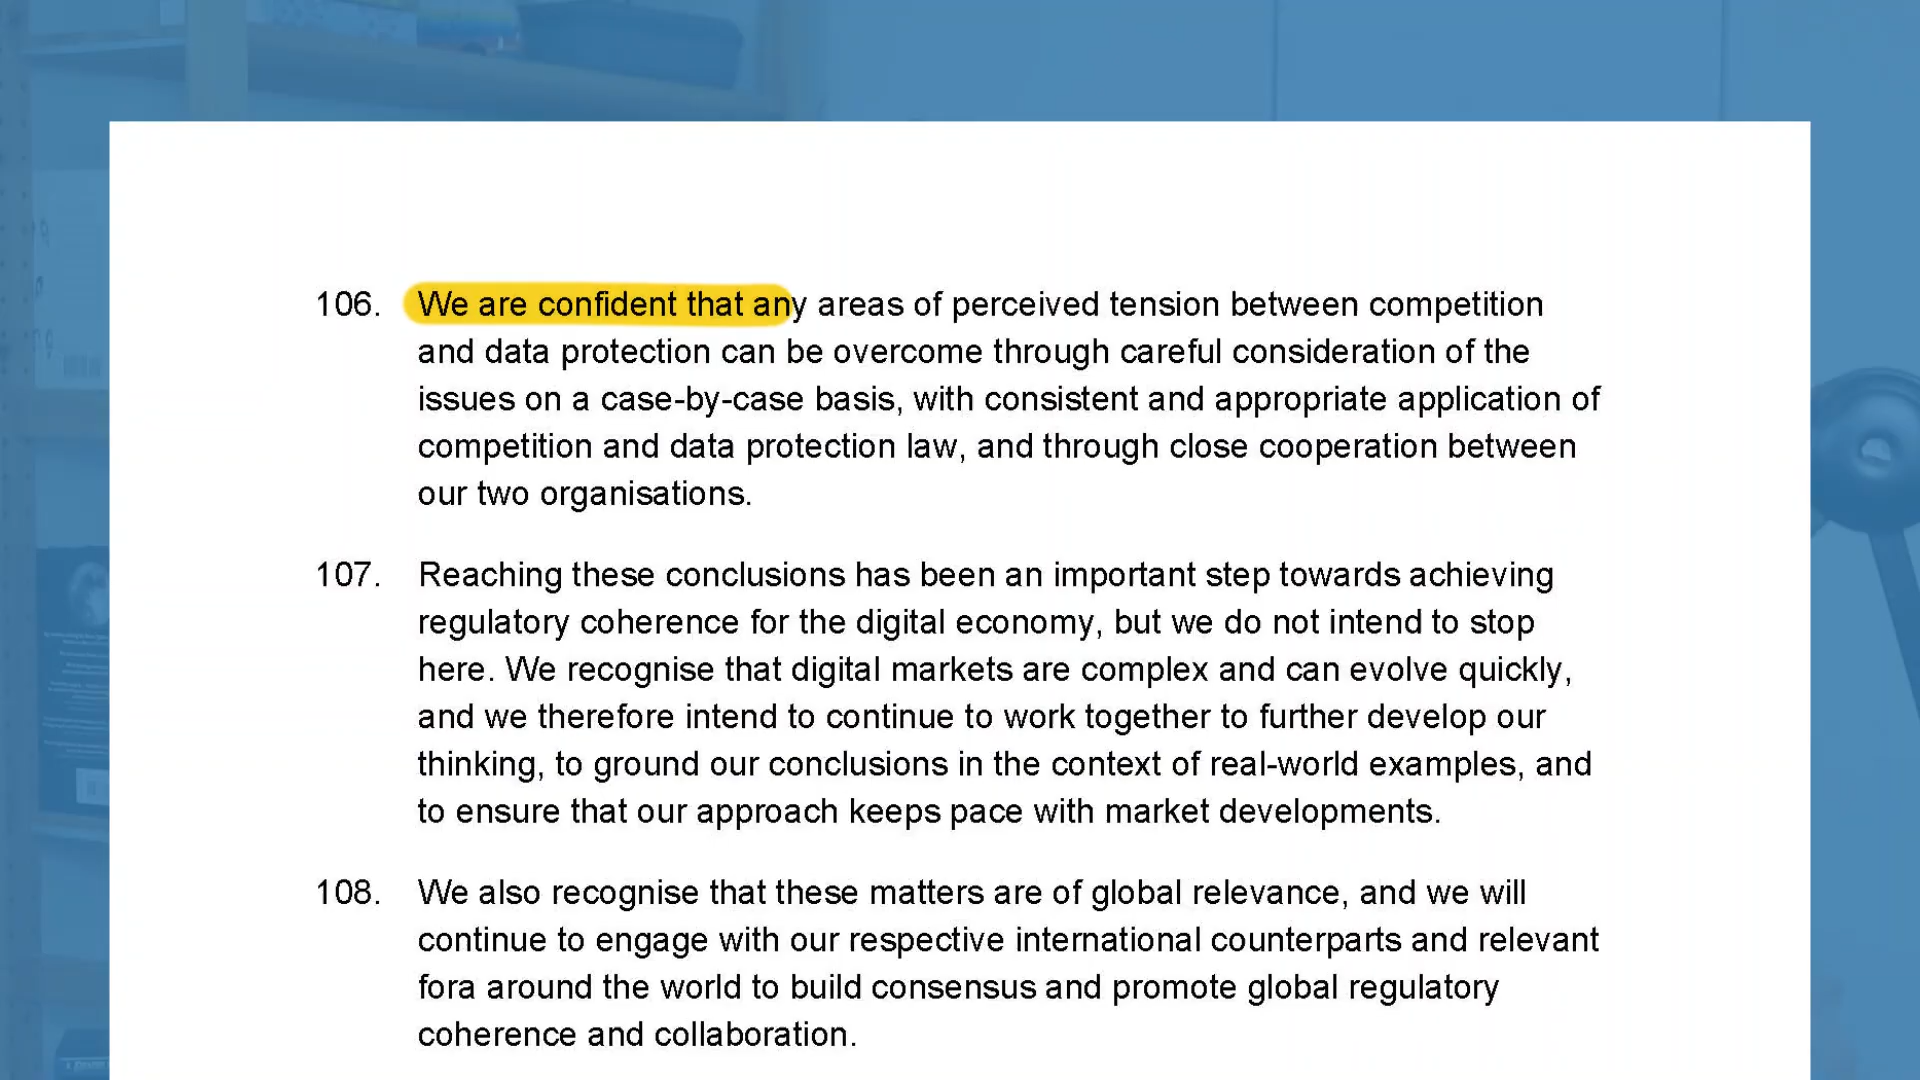 106. We are confident that any areas of perceived tension between competition
and data protection can be overcome through careful consideration of the
issues on a case-by-case basis, with consistent and appropriate application of
competition and data protection law, and through close cooperation between
our two organisations.
107. Reaching these conclusions has been an important step towards achieving
regulatory coherence for the digital economy, but we do not intend to stop
here. We recognise that digital markets are complex and can evolve quickly,
and we therefore intend to continue to work together to further develop our
thinking, to ground our conclusions in the context of real-world examples, and
to ensure that our approach keeps pace with market developments.
108. We also recognise that these matters are of global relevance, and we will
continue to engage with our respective international counterparts and relevant
fora around the world to build consensus and promote global regulatory
coherence and collaboration.